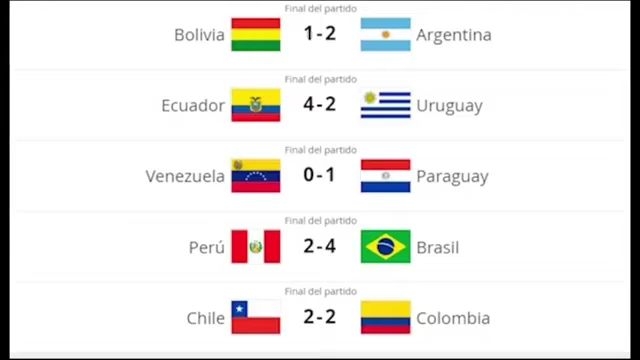 Final del partido
Bolivia 1-2 Argentina
Final del partido
Ecuador 4-2 Uruguay
Final del partido
Venezuela 0-1 Paraguay
Final del partido
Perú 2-4 Brasil
Final del partido
Chile 2-2 Colombia